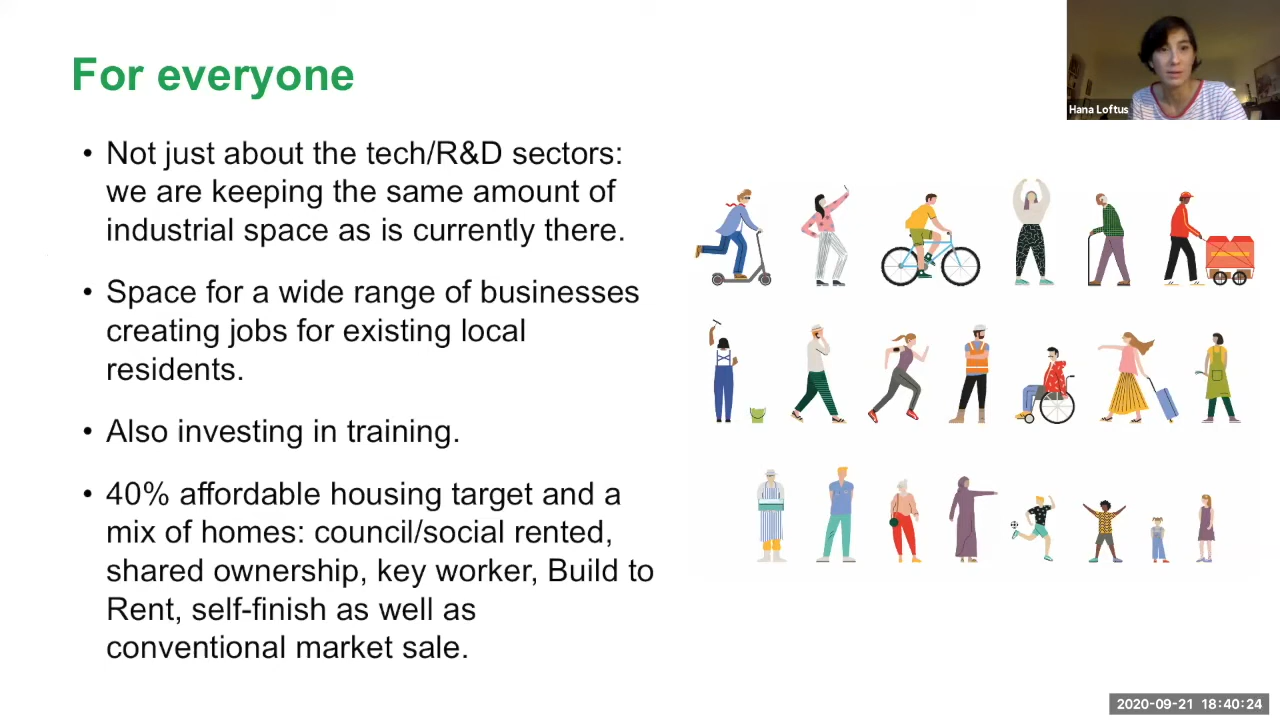 For everyone
Hana Loftus
• Not just about the tech/R&D sectors:
we are keeping the same amount of
industrial space as is currently there.
• Space for a wide range of businesses
creating jobs for existing local
residents.
• Also investing in training.
• 40% affordable housing target and a
mix of homes: council/social rented,
shared ownership, key worker, Build to
Rent, self-finish as well as
conventional market sale.
2020-09-21 18:40:24